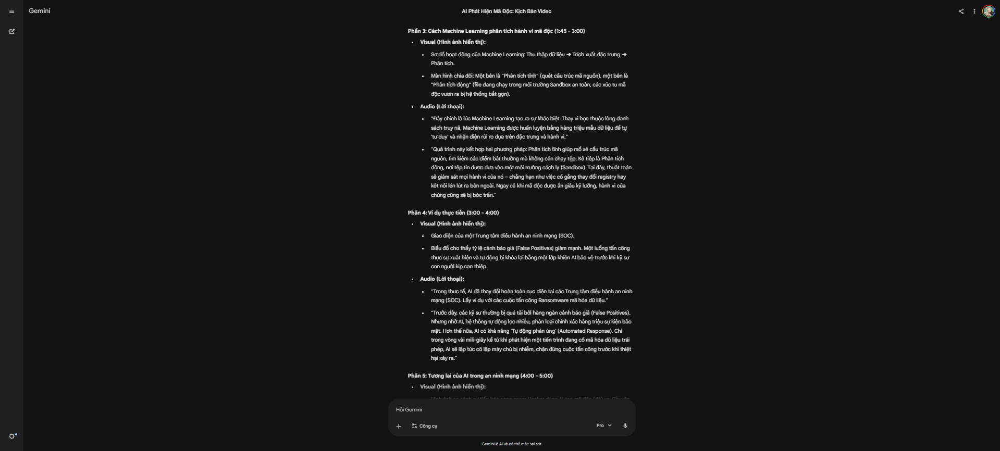 Gemini
AI Phát Hiện Mã Độc: Kịch Bản Video
Phần 3: Cách Machine Learning phân tích hành vi mã độc (1:45 - 3:00)
• Visual (Hình ảnh hiển thị):
• Sơ đồ hoạt động của Machine Learning: Thu thập dữ liệu ➔ Trích xuất đặc trưng ➔
Phân tích.
• Màn hình chia đôi: Một bên là "Phân tích tĩnh" (quét cấu trúc mã nguồn), một bên là
"Phân tích động" (file đang chạy trong môi trường Sandbox an toàn, các xúc tu mã
độc vươn ra bị hệ thống bắt gọn).
• Audio (Lời thoại):
• "Đây chính là lúc Machine Learning tạo ra sự khác biệt. Thay vì học thuộc lòng danh
sách truy nã, Machine Learning được huấn luyện bằng hàng triệu mẫu dữ liệu để tự
'tư duy' và nhận diện rủi ro dựa trên đặc trưng và hành vi."
• "Quá trình này kết hợp hai phương pháp: Phân tích tĩnh giúp mổ xẻ cấu trúc mã
nguồn, tìm kiếm các điểm bất thường mà không cần chạy tệp. Kế tiếp là Phân tích
động, nơi tệp tin được đưa vào một môi trường cách ly (Sandbox). Tại đây, thuật toán
sẽ giám sát mọi hành vi của nó – chẳng hạn như việc cố gắng thay đổi registry hay
kết nối lén lút ra bên ngoài. Ngay cả khi mã độc được ẩn giấu kỹ lưỡng, hành vi của
chúng cũng sẽ bị bóc trần."
Phần 4: Ví dụ thực tiễn (3:00 - 4:00)
• Visual (Hình ảnh hiển thị):
• Giao diện của một Trung tâm điều hành an ninh mạng (SOC).
• Biểu đồ cho thấy tỷ lệ cảnh báo giả (False Positives) giảm mạnh. Một luồng tấn công
thực sự xuất hiện và tự động bị khóa lại bằng một lớp khiên AI bảo vệ trước khi kỹ sư
con người kịp can thiệp.
• Audio (Lời thoại):
• "Trong thực tế, AI đã thay đổi hoàn toàn cục diện tại các Trung tâm điều hành an ninh
mạng (SOC). Lấy ví dụ với các cuộc tấn công Ransomware mã hóa dữ liệu."
• "Trước đây, các kỹ sư thường bị quá tải bởi hàng ngàn cảnh báo giả (False Positives).
Nhưng nhờ AI, hệ thống tự động lọc nhiễu, phân loại chính xác hàng triệu sự kiện bảo
mật. Hơn thế nữa, AI có khả năng 'Tự động phản ứng' (Automated Response). Chỉ
trong vòng vài mili-giây kể từ khi phát hiện một tiến trình đang cố mã hóa dữ liệu trái
phép, AI sẽ lập tức cô lập máy chủ bị nhiễm, chặn đứng cuộc tấn công trước khi thiệt
hại xảy ra."
Phần 5: Tương lai của AI trong an ninh mạng (4:00 - 5:00)
• Visual (Hình ảnh hiển thị):
Hỏi Gemini
Công cụ
Pro
Gemini là AI và có thể mắc sai sót.